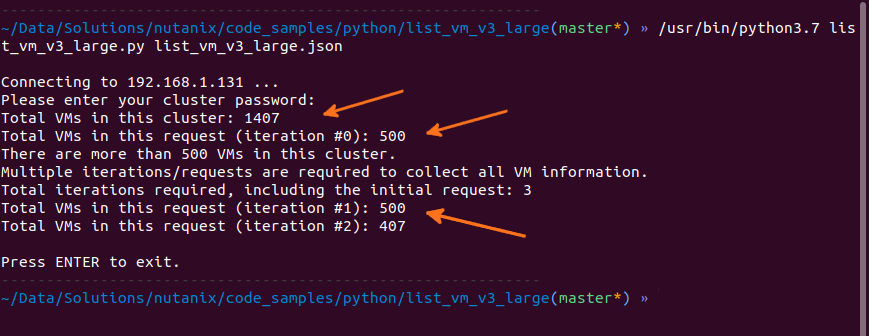 ~/Data/Solutions/nutanix/code_samples/python/list_vm_v3_large(master*) » /usr/bin/python3.7 lis
t_vm_v3_large.py list_vm_v3_large.json
Connecting to 192.168.1.131 ...
Please enter your cluster password:
Total VMs in this cluster: 1407
Total VMs in this request (iteration #0): 500
There are more than 500 VMs in this cluster.
Multiple iterations/requests are required to collect all VM information.
Total iterations required, including the initial request: 3
Total VMs in this request (iteration #1): 500
Total VMs in this request (iteration #2): 407
Press ENTER to exit.
~/Data/Solutions/nutanix/code_samples/python/list_vm_v3_large(master*) »